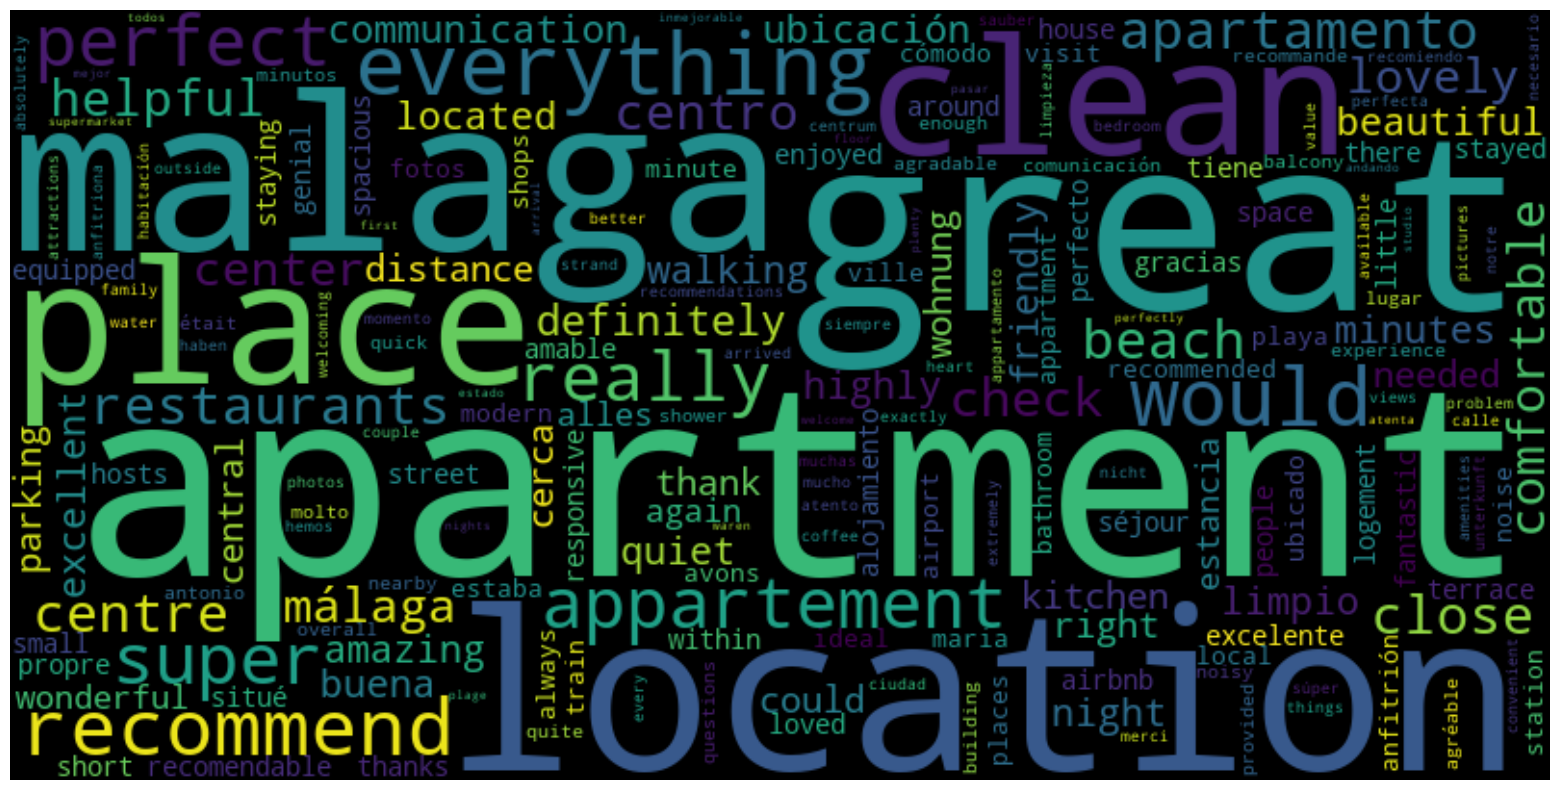 todos
inmejorable
sauber
perfect
communication
ubicación
house
apartamento
absolutely
mejor
minutos
everything
cómodo
visit
recommande
recomiendo
necesario
helpful
pasar
clean
lovely
supermarket
spacious
located
centro
around
limpieza
perfecta
malagagreat
centrum
enough
bedroom
value
beautiful
staying
genial
fotos
shops
minute
floor
enjoyed
agradable
comunicación
tiene
balcony
there
stayed
attractions
anfitriona
habitación
outside
first
better
arrival
plenty
friendly
space
andando
available
little
studio
pictures
notre
comfortable
equipped
center
distance
strand
walking
ville
wohnung
perfecto
gracias
lugar
place
family
water
était
haben
welcoming
momento
quick
recommendations
definitely
siempre
appartamento
appartment
perfectly
beach
playa
minutes
amable
arrived
heart
recommended
experience
really
estado
restaurants
modern
alles
shower
highly
check
would
needed
excellent
couple
exactly
welcome
views
problem
atenta
calle
apartment
parking
hosts
central
photos
molto
hemos
street
nights
cerca
responsive
thank
again
waren
quiet
muchas
mucho
atento
coffee
alojamiento
airport
extremely
bathroom
nicht
séjour
estancia
people
ubicado
logement
fantastic
amenities
unterkunft
noise
antonio
nearby
estaba
avons
centre
málaga
appartement
kitchen
limpio
terrace
close
small
overall
within
ideal
maria
right
excelente
propre
super
amazing
local
noisy
wonderful
situé
buena
always
train
every
questions
could
loved
ciudad
building
places
airbnb
night
merci
provided
súper
things
anfitrión
agréable
convenient
station
recommend
plage
quite
location
short
recomendable
thanks